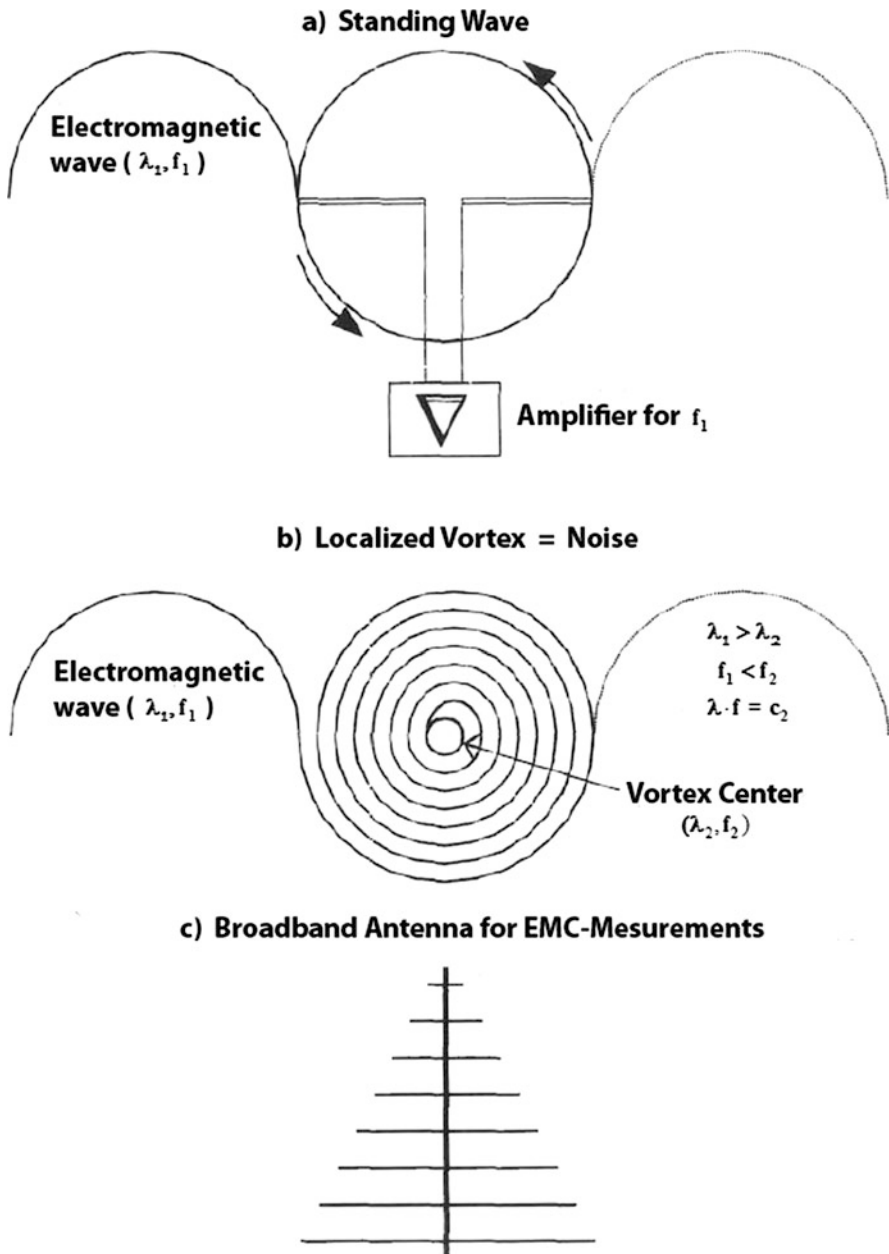 a) Standing Wave
Electromagnetic
wave ( λ₁, f₁ )
Amplifier for f₁
b) Localized Vortex = Noise
Electromagnetic
wave ( λ₁, f₁ )
λ₁ > λ₂
f₁ < f₂
λ · f = c₂
Vortex Center
(λ₂, f₂)
c) Broadband Antenna for EMC-Mesurements